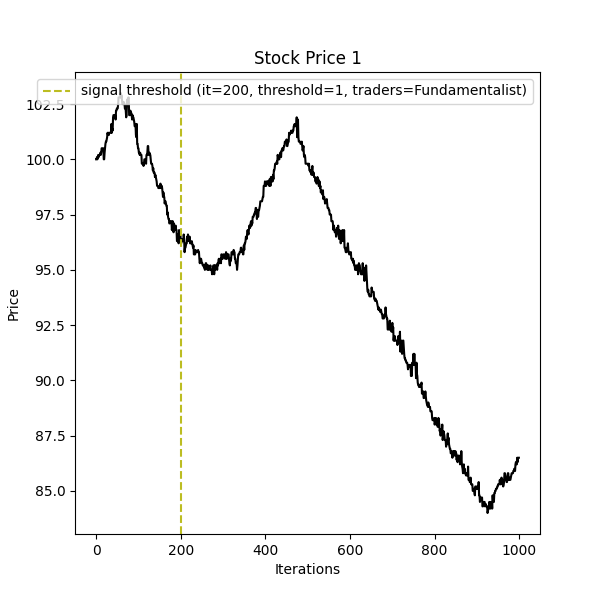 Stock Price 1
signal threshold (it=200, threshold=1, traders=Fundamentalist)
102.5
100.0
97.5
95.0
92.5
90.0
87.5
85.0
Price
0 200 400 600 800 1000
Iterations